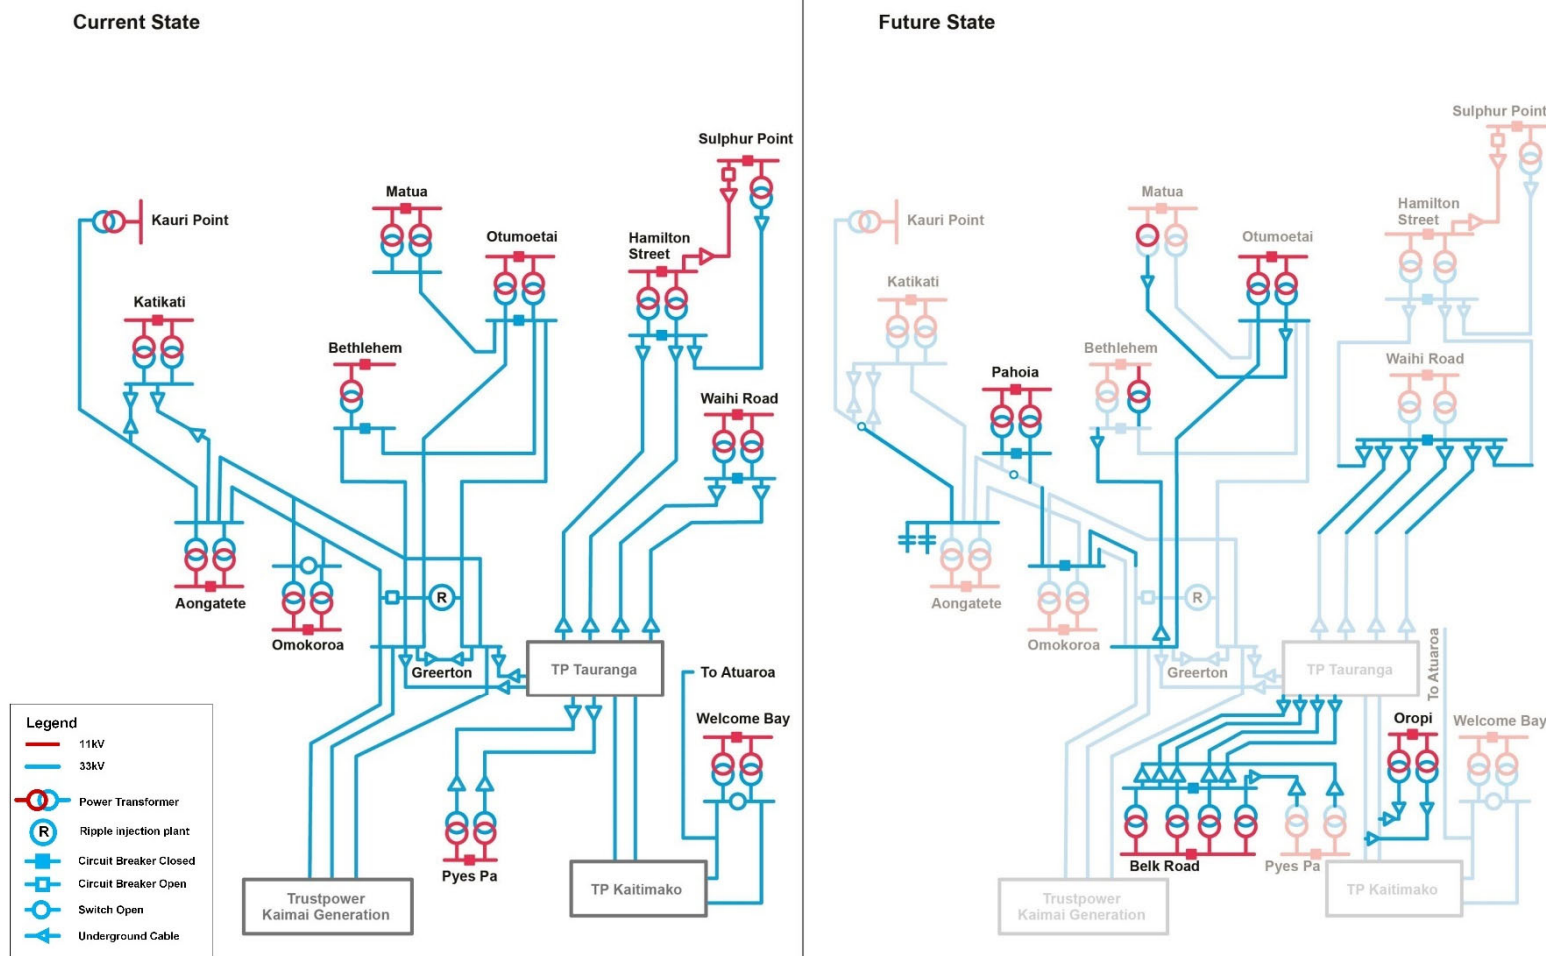 Current State
Sulphur Point
Matua
Kauri Point
Otumoetai
Hamilton
Street
Katikati
Bethlehem
Waihi Road
Aongatete
R
Omokoroa
Greerton
TP Tauranga
To Atuaroa
Welcome Bay
Pyes Pa
TP Kaitimako
Trustpower
Kaimai Generation
Legend
11kV
33kV
Power Transformer
R
Ripple injection plant
Circuit Breaker Closed
Circuit Breaker Open
Switch Open
Underground Cable
Future State
Sulphur Point
Matua
Kauri Point
Otumoetai
Hamilton
Street
Katikati
Bethlehem
Pahoia
Waihi Road
Aongatete
R
Omokoroa
Greerton
TP Tauranga
To Atuaroa
Oropi
Welcome Bay
Belk Road
Pyes Pa
TP Kaitimako
Trustpower
Kaimai Generation